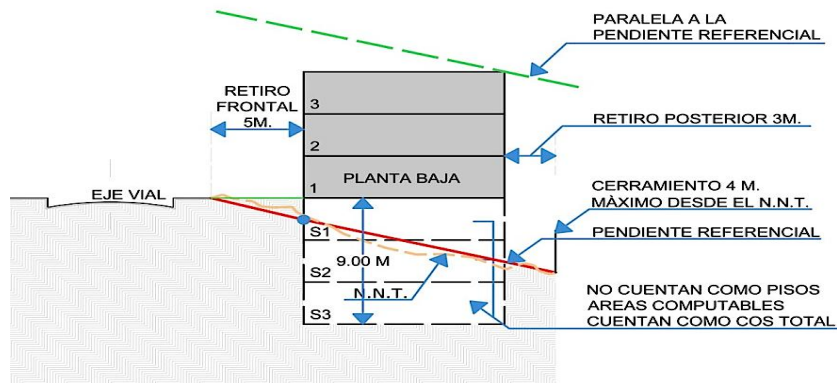 PARALELA A LA
PENDIENTE REFERENCIAL
RETIRO
FRONTAL
5M.
3
RETIRO POSTERIOR 3M.
2
1
PLANTA BAJA
EJE VIAL
CERRAMIENTO 4 M.
MÀXIMO DESDE EL N.N.T.
S1
PENDIENTE REFERENCIAL
9.00 M
S2
N.N.T.
NO CUENTAN COMO PISOS
AREAS COMPUTABLES
CUENTAN COMO COS TOTAL
S3